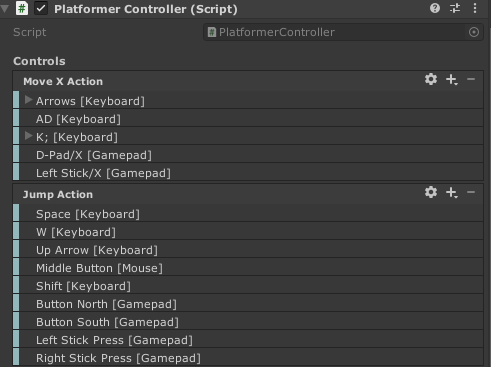 Platformer Controller (Script)
Script PlatformerController
Controls
Move X Action
Arrows [Keyboard]
AD [Keyboard]
K; [Keyboard]
D-Pad/X [Gamepad]
Left Stick/X [Gamepad]
Jump Action
Space [Keyboard]
W [Keyboard]
Up Arrow [Keyboard]
Middle Button [Mouse]
Shift [Keyboard]
Button North [Gamepad]
Button South [Gamepad]
Left Stick Press [Gamepad]
Right Stick Press [Gamepad]